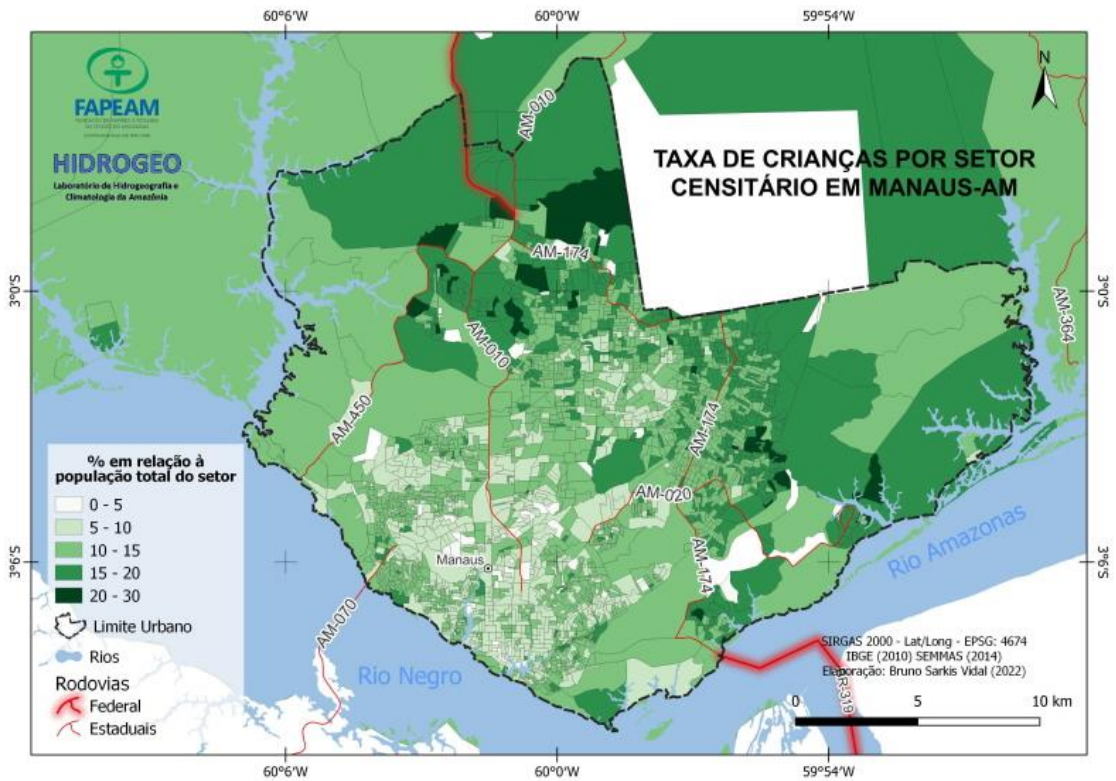 60°6'W
60°0'W
59°54'W
N
FAPEAM
HIDROGEO
Laboratório de Hidrogeografia e
Climatologia da Amazônia
TAXA DE CRIANÇAS POR SETOR
CENSITÁRIO EM MANAUS-AM
AM-010
AM-174
3°0'S
3°0'S
AM-364
AM-010
AM-450
AM-174
AM-020
% em relação à
população total do setor
0 - 5
5 - 10
10 - 15
15 - 20
20 - 30
Limite Urbano
Rios
Rodovias
Federal
Estaduais
Manaus
3°6'S
3°6'S
AM-174
AM-070
Rio Negro
Rio Amazonas
SIRGAS 2000 - Lat/Long - EPSG: 4674
IBGE (2010) SEMMAS (2014)
Elaboração: Bruno Sarkis Vidal (2022)
R-319
0 5 10 km
60°6'W
60°0'W
59°54'W